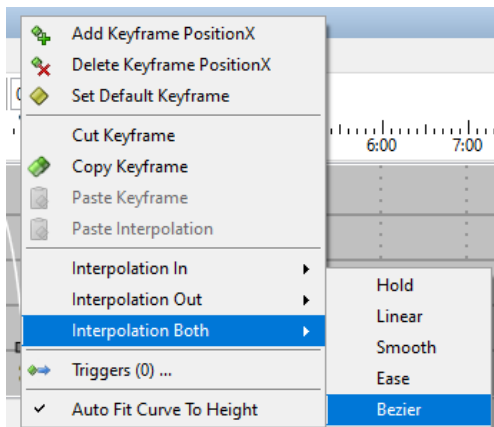 Add Keyframe PositionX
Delete Keyframe PositionX
Set Default Keyframe
Cut Keyframe
Copy Keyframe
Paste Keyframe
Paste Interpolation
Interpolation In
Interpolation Out
Interpolation Both
Triggers (0) ...
Auto Fit Curve To Height
6:00 7:00
Hold
Linear
Smooth
Ease
Bezier